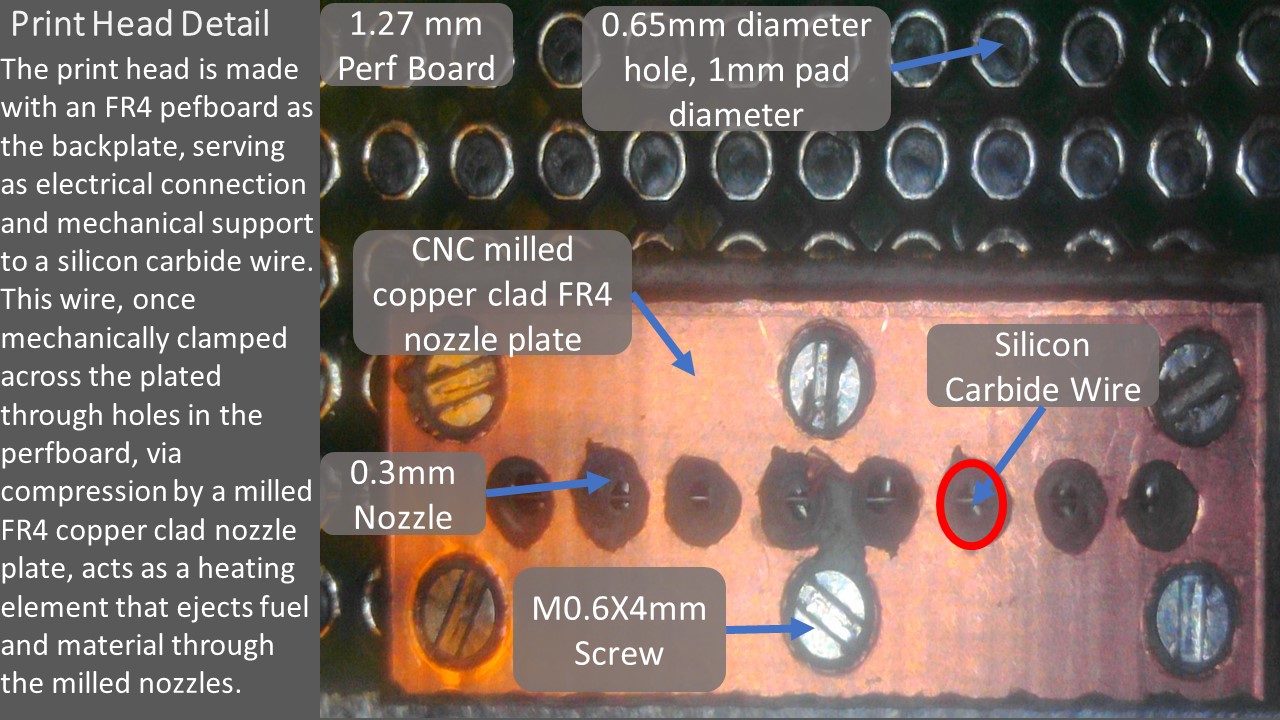 Print Head Detail
The print head is made
with an FR4 pefboard as
the backplate, serving
as electrical connection
and mechanical support
to a silicon carbide wire.
This wire, once
mechanically clamped
across the plated
through holes in the
perfboard, via
compression by a milled
FR4 copper clad nozzle
plate, acts as a heating
element that ejects fuel
and material through
the milled nozzles.
1.27 mm
Perf Board
0.65mm diameter
hole, 1mm pad
diameter
CNC milled
copper clad FR4
nozzle plate
Silicon
Carbide Wire
0.3mm
Nozzle
M0.6X4mm
Screw